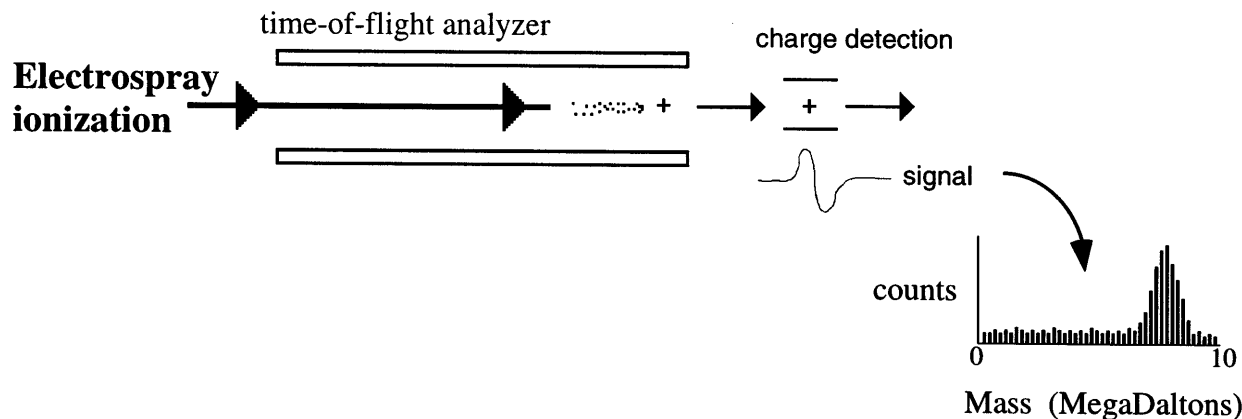 time-of-flight analyzer
charge detection
Electrospray
ionization
+
+
signal
counts
0
10
Mass (MegaDaltons)